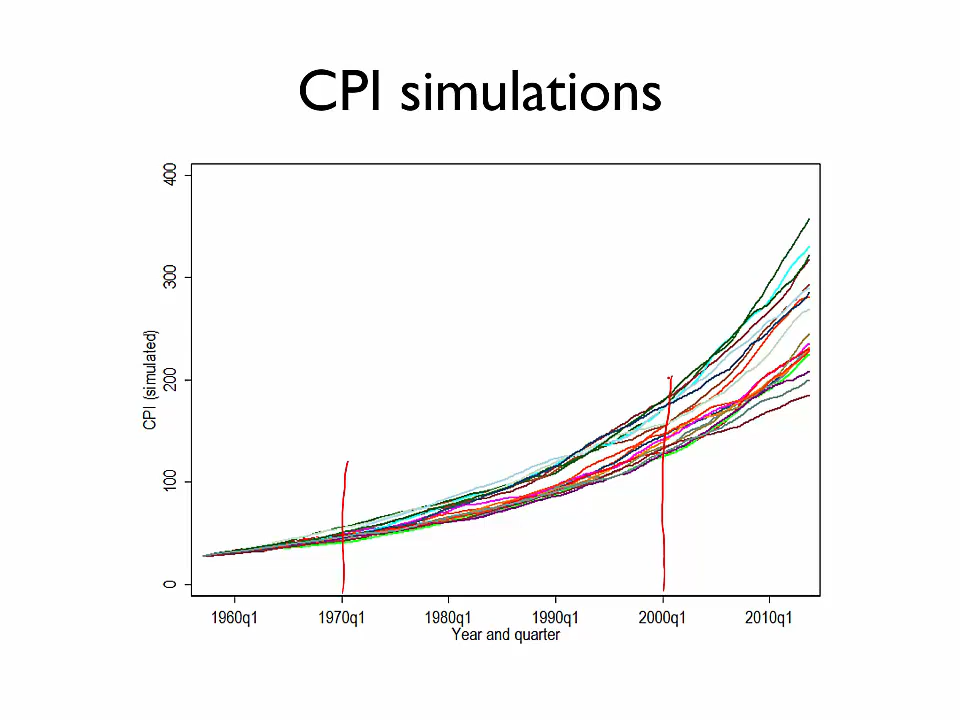 CPI simulations
400
300
200
100
0
CPI (simulated)
1960q1 1970q1 1980q1 1990q1 2000q1 2010q1
Year and quarter